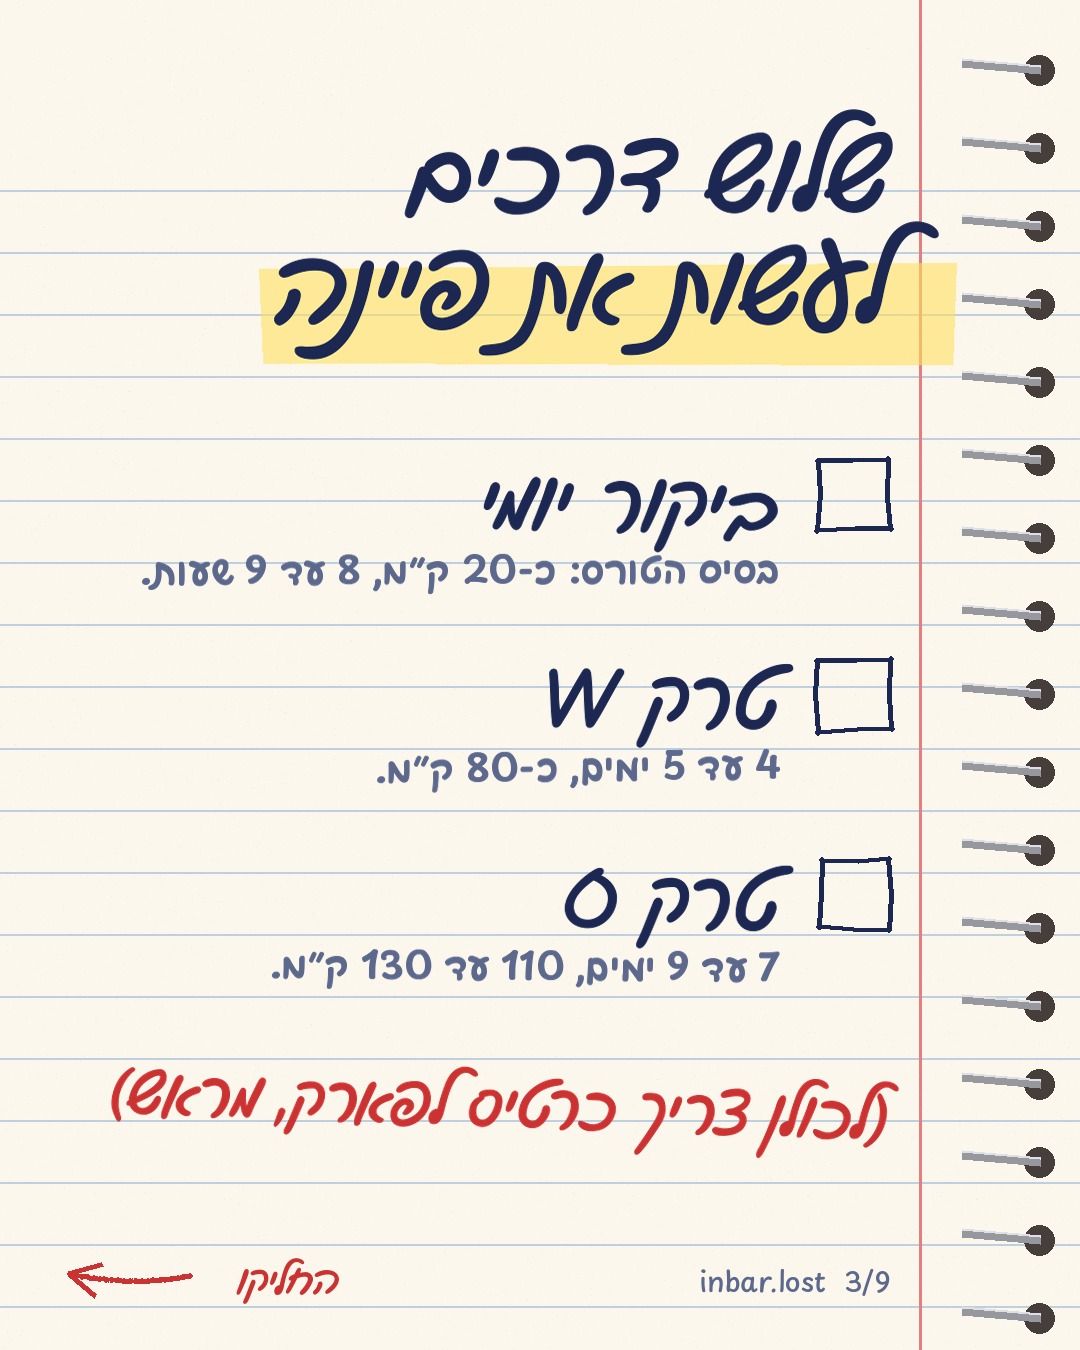 שלוש דרכים
לעשות את פיינה
ביקור יומי
בסיס הטורס: כ-20 ק״מ, 8 עד 9 שעות.
טרק W
4 עד 5 ימים, כ-80 ק״מ.
טרק O
7 עד 9 ימים, 110 עד 130 ק״מ.
(לכולן צריך כרטיס לפארק, מראש)
החליקו
inbar.lost 3/9